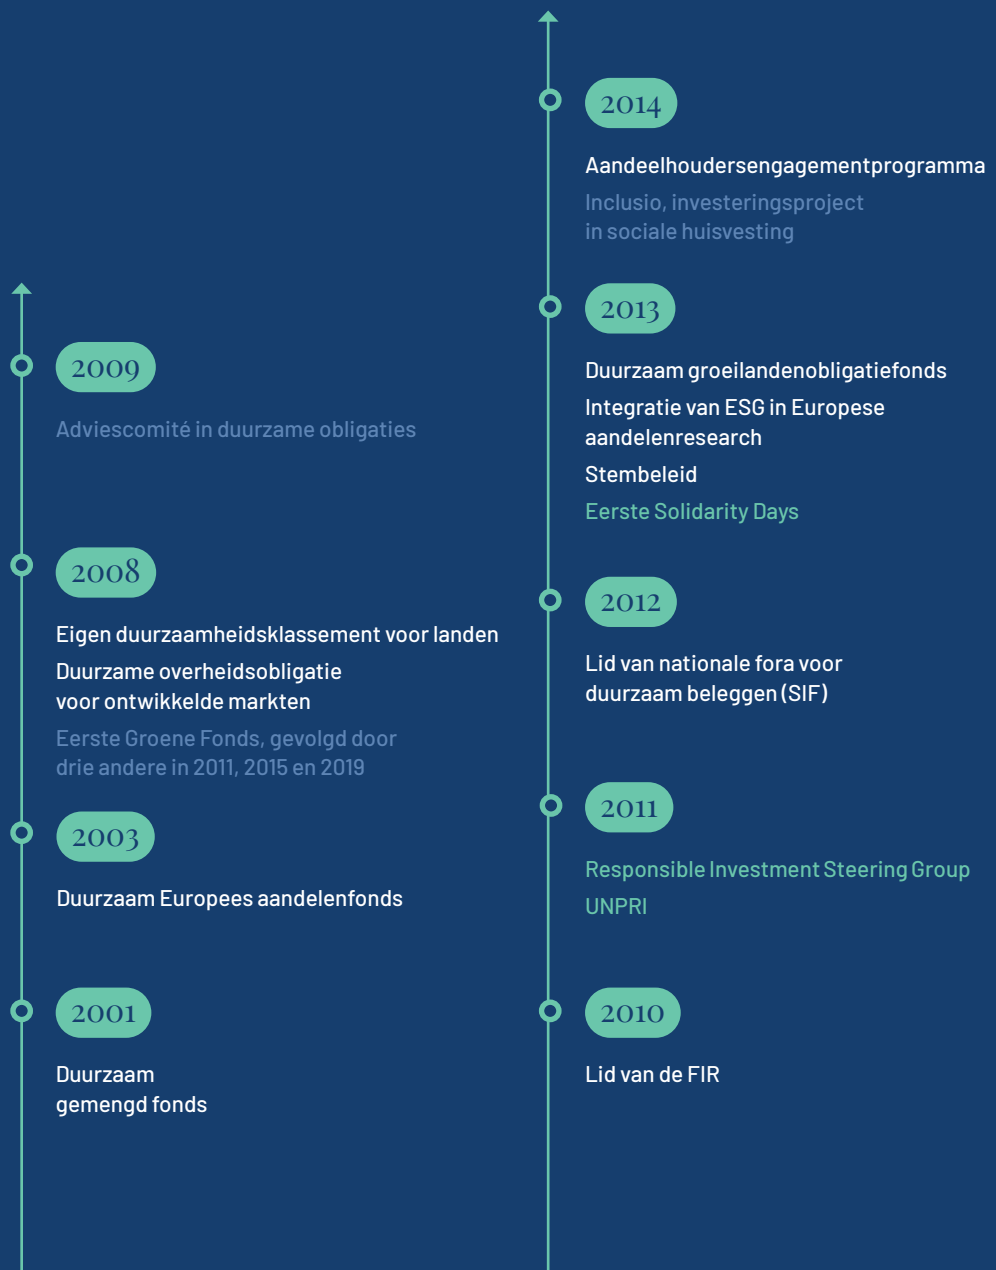 2009
Adviescomité in duurzame obligaties
2008
Eigen duurzaamheidsklassement voor landen
Duurzame overheidsobligatie
voor ontwikkelde markten
Eerste Groene Fonds, gevolgd door
drie andere in 2011, 2015 en 2019
2003
Duurzaam Europees aandelenfonds
2001
Duurzaam
gemengd fonds
2014
Aandeelhoudersengagementprogramma
Inclusio, investeringsproject
in sociale huisvesting
2013
Duurzaam groeilandenobligatiefonds
Integratie van ESG in Europese
aandelenresearch
Stembeleid
Eerste Solidarity Days
2012
Lid van nationale fora voor
duurzaam beleggen (SIF)
2011
Responsible Investment Steering Group
UNPRI
2010
Lid van de FIR